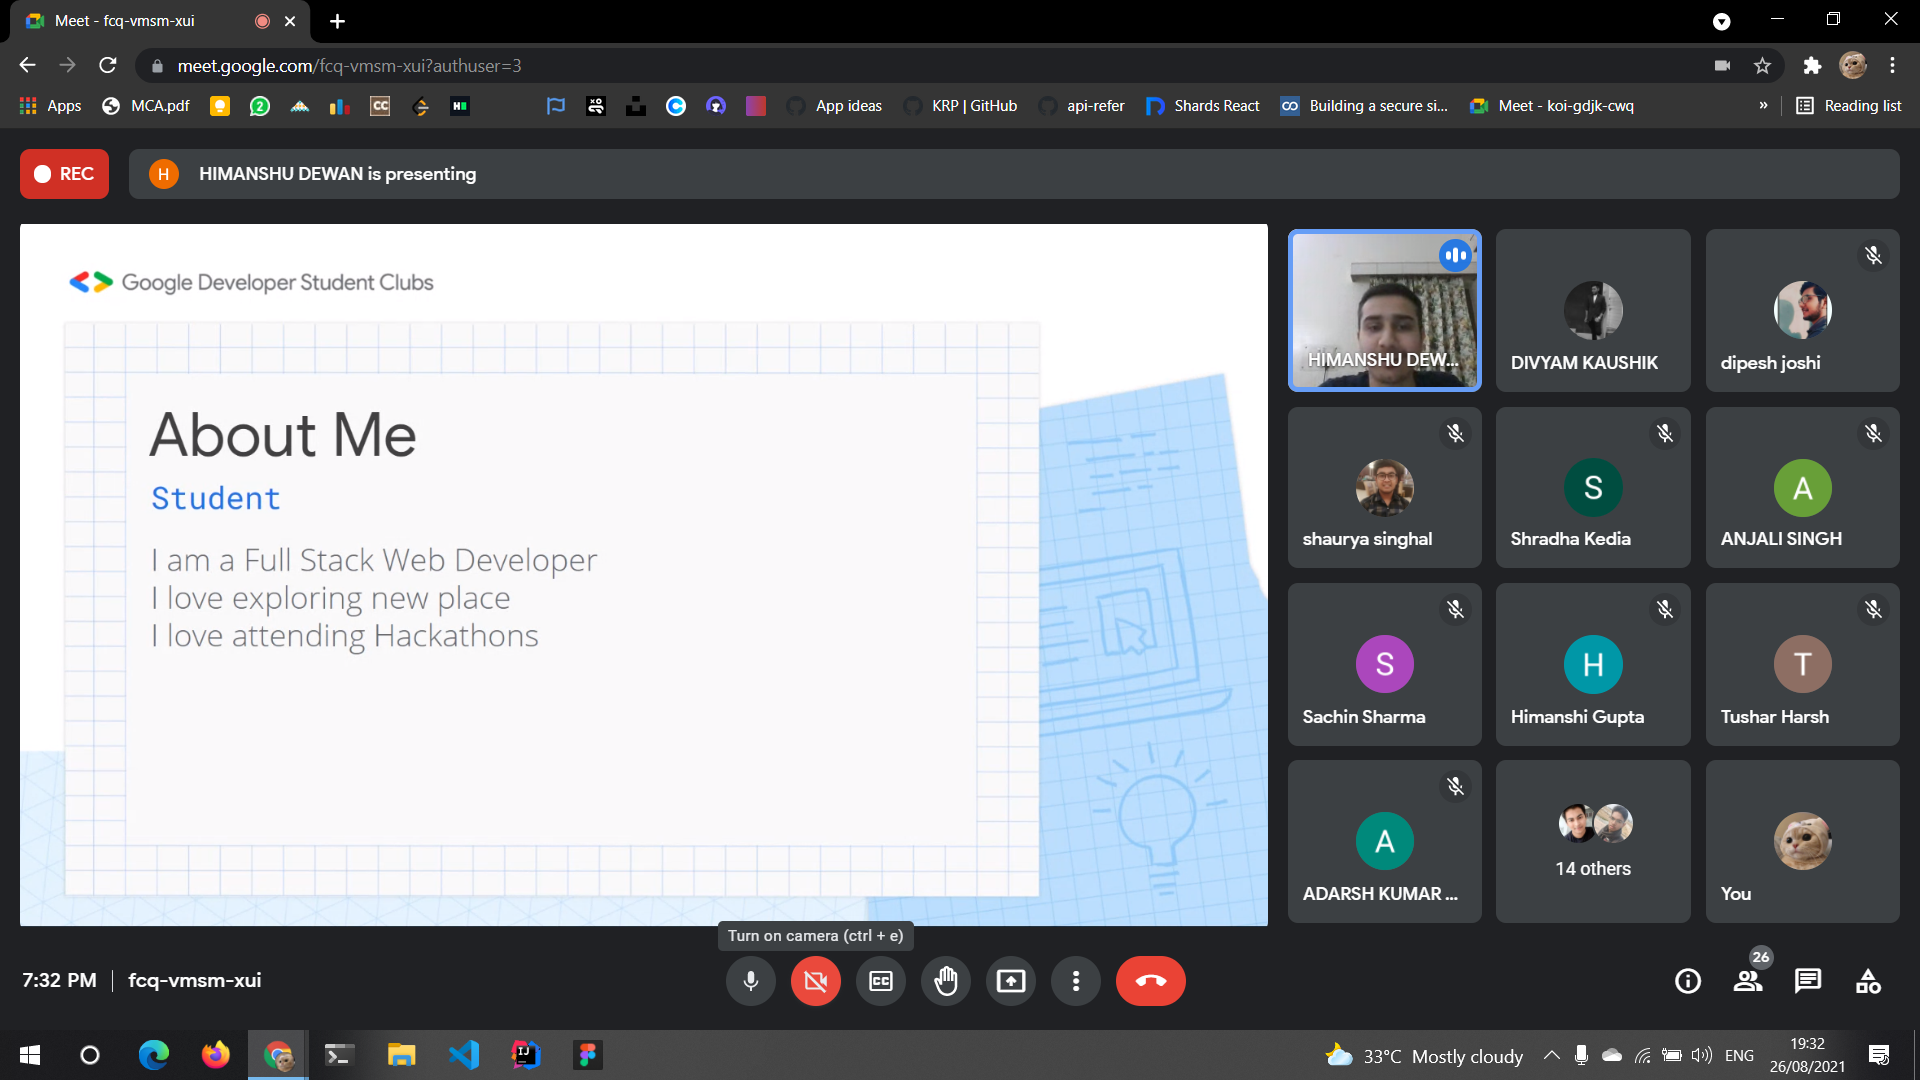 Meet - fcq-vmsm-xui
meet.google.com/fcq-vmsm-xui?authuser=3
Apps
MCA.pdf
2
CC
App ideas
KRP | GitHub
api-refer
Shards React
Building a secure si...
Meet - koi-gdjk-cwq
»
Reading list
REC
H
HIMANSHU DEWAN is presenting
Google Developer Student Clubs
About Me
Student
I am a Full Stack Web Developer
I love exploring new place
I love attending Hackathons
HIMANSHU DEW...
DIVYAM KAUSHIK
dipesh joshi
shaurya singhal
S
Shradha Kedia
A
ANJALI SINGH
S
Sachin Sharma
H
Himanshi Gupta
T
Tushar Harsh
A
ADARSH KUMAR ...
14 others
You
Turn on camera (ctrl + e)
7:32 PM
fcq-vmsm-xui
CC
26
IJ
33°C Mostly cloudy
ENG
19:32
26/08/2021